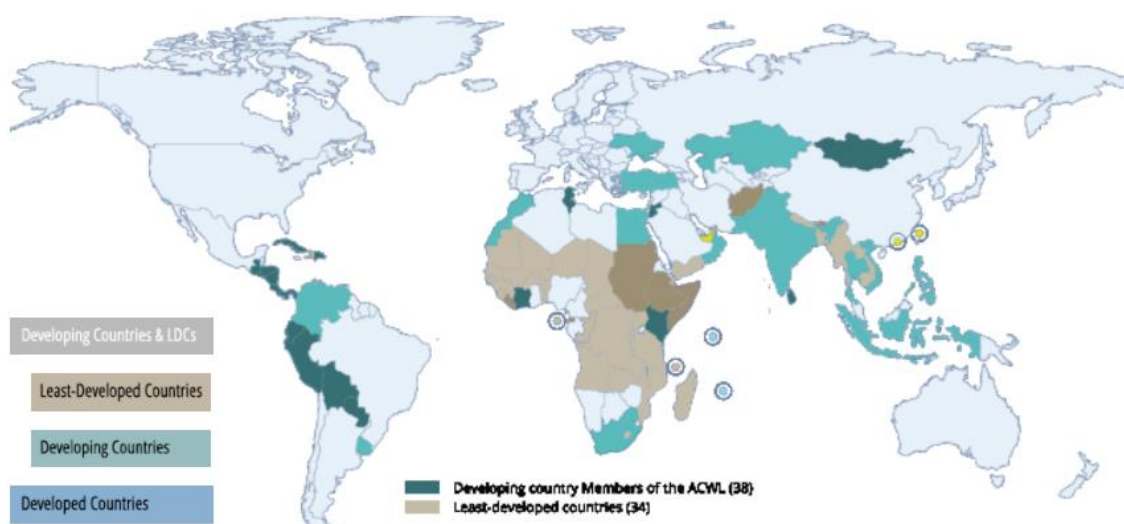 Developing Countries & LDCs
Least-Developed Countries
Developing Countries
Developed Countries
Developing country Members of the ACWL (38)
Least-developed countries (34)